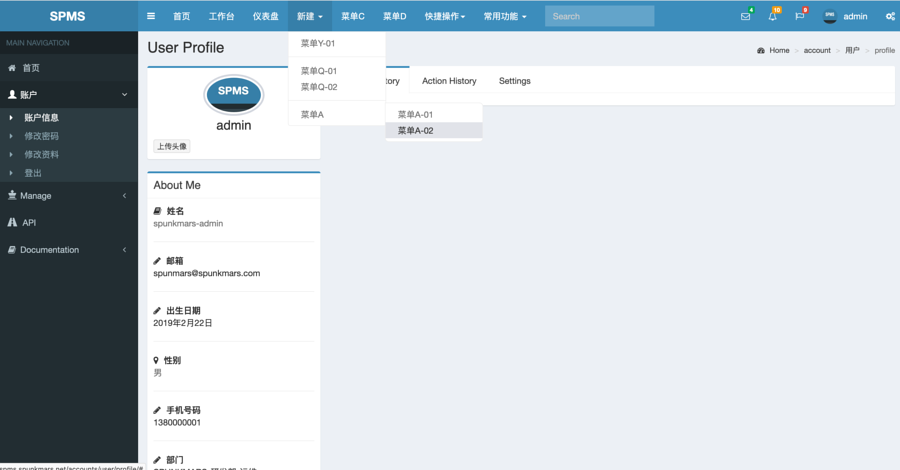 SPMS
首页
工作台
仪表盘
新建
菜单C
菜单D
快捷操作
常用功能
Search
4
10
9
admin
MAIN NAVIGATION
首页
账户
账户信息
修改密码
修改资料
登出
Manage
API
Documentation
User Profile
Home > account > 用户 > profile
菜单Y-01
菜单Q-01
菜单Q-02
菜单A
菜单A-01
菜单A-02
SPMS
admin
上传头像
tory
Action History
Settings
About Me
姓名
spunkmars-admin
邮箱
spunmars@spunkmars.com
出生日期
2019年2月22日
性别
男
手机号码
1380000001
部门
spms.spunkmars.net/accounts/user/profile/#